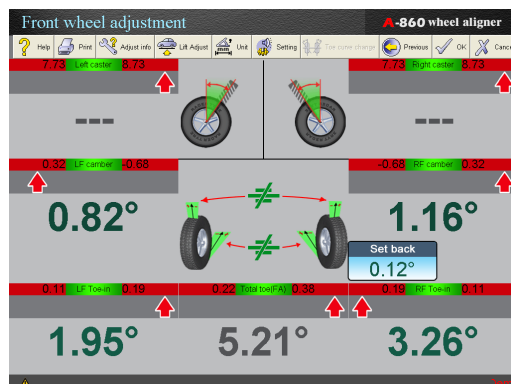 Front wheel adjustment
A-860 wheel aligner
Help Print Adjust info Lift Adjust Unit Setting Toe curve change Previous OK Cance
7.73 Left caster 8.73
7.73 Right caster 8.73
---
---
0.32 LF camber -0.68
-0.68 RF camber 0.32
0.82°
1.16°
Set back
0.12°
0.11 LF Toe-in 0.19
0.22 Total toe(FA) 0.38
0.19 RF Toe-in 0.11
1.95°
5.21°
3.26°